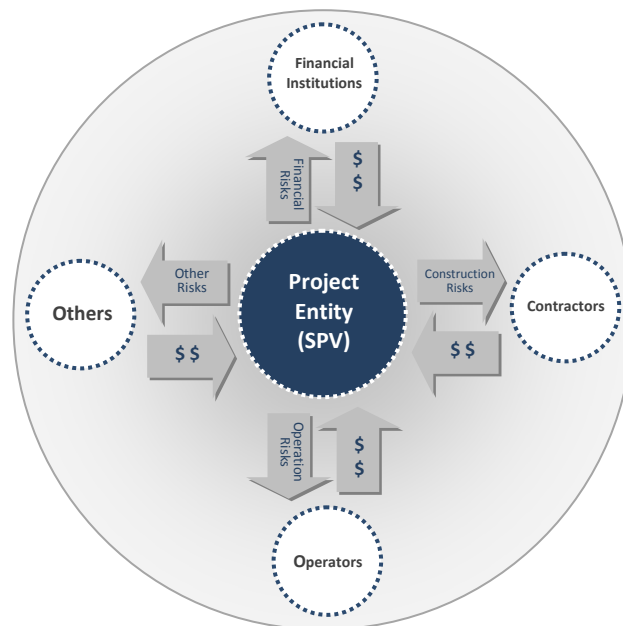 Financial
Institutions
Financial
Risks
$
$
Other
Risks
Project
Entity
(SPV)
Construction
Risks
Others
Contractors
$ $
$ $
Operation
Risks
$
$
Operators